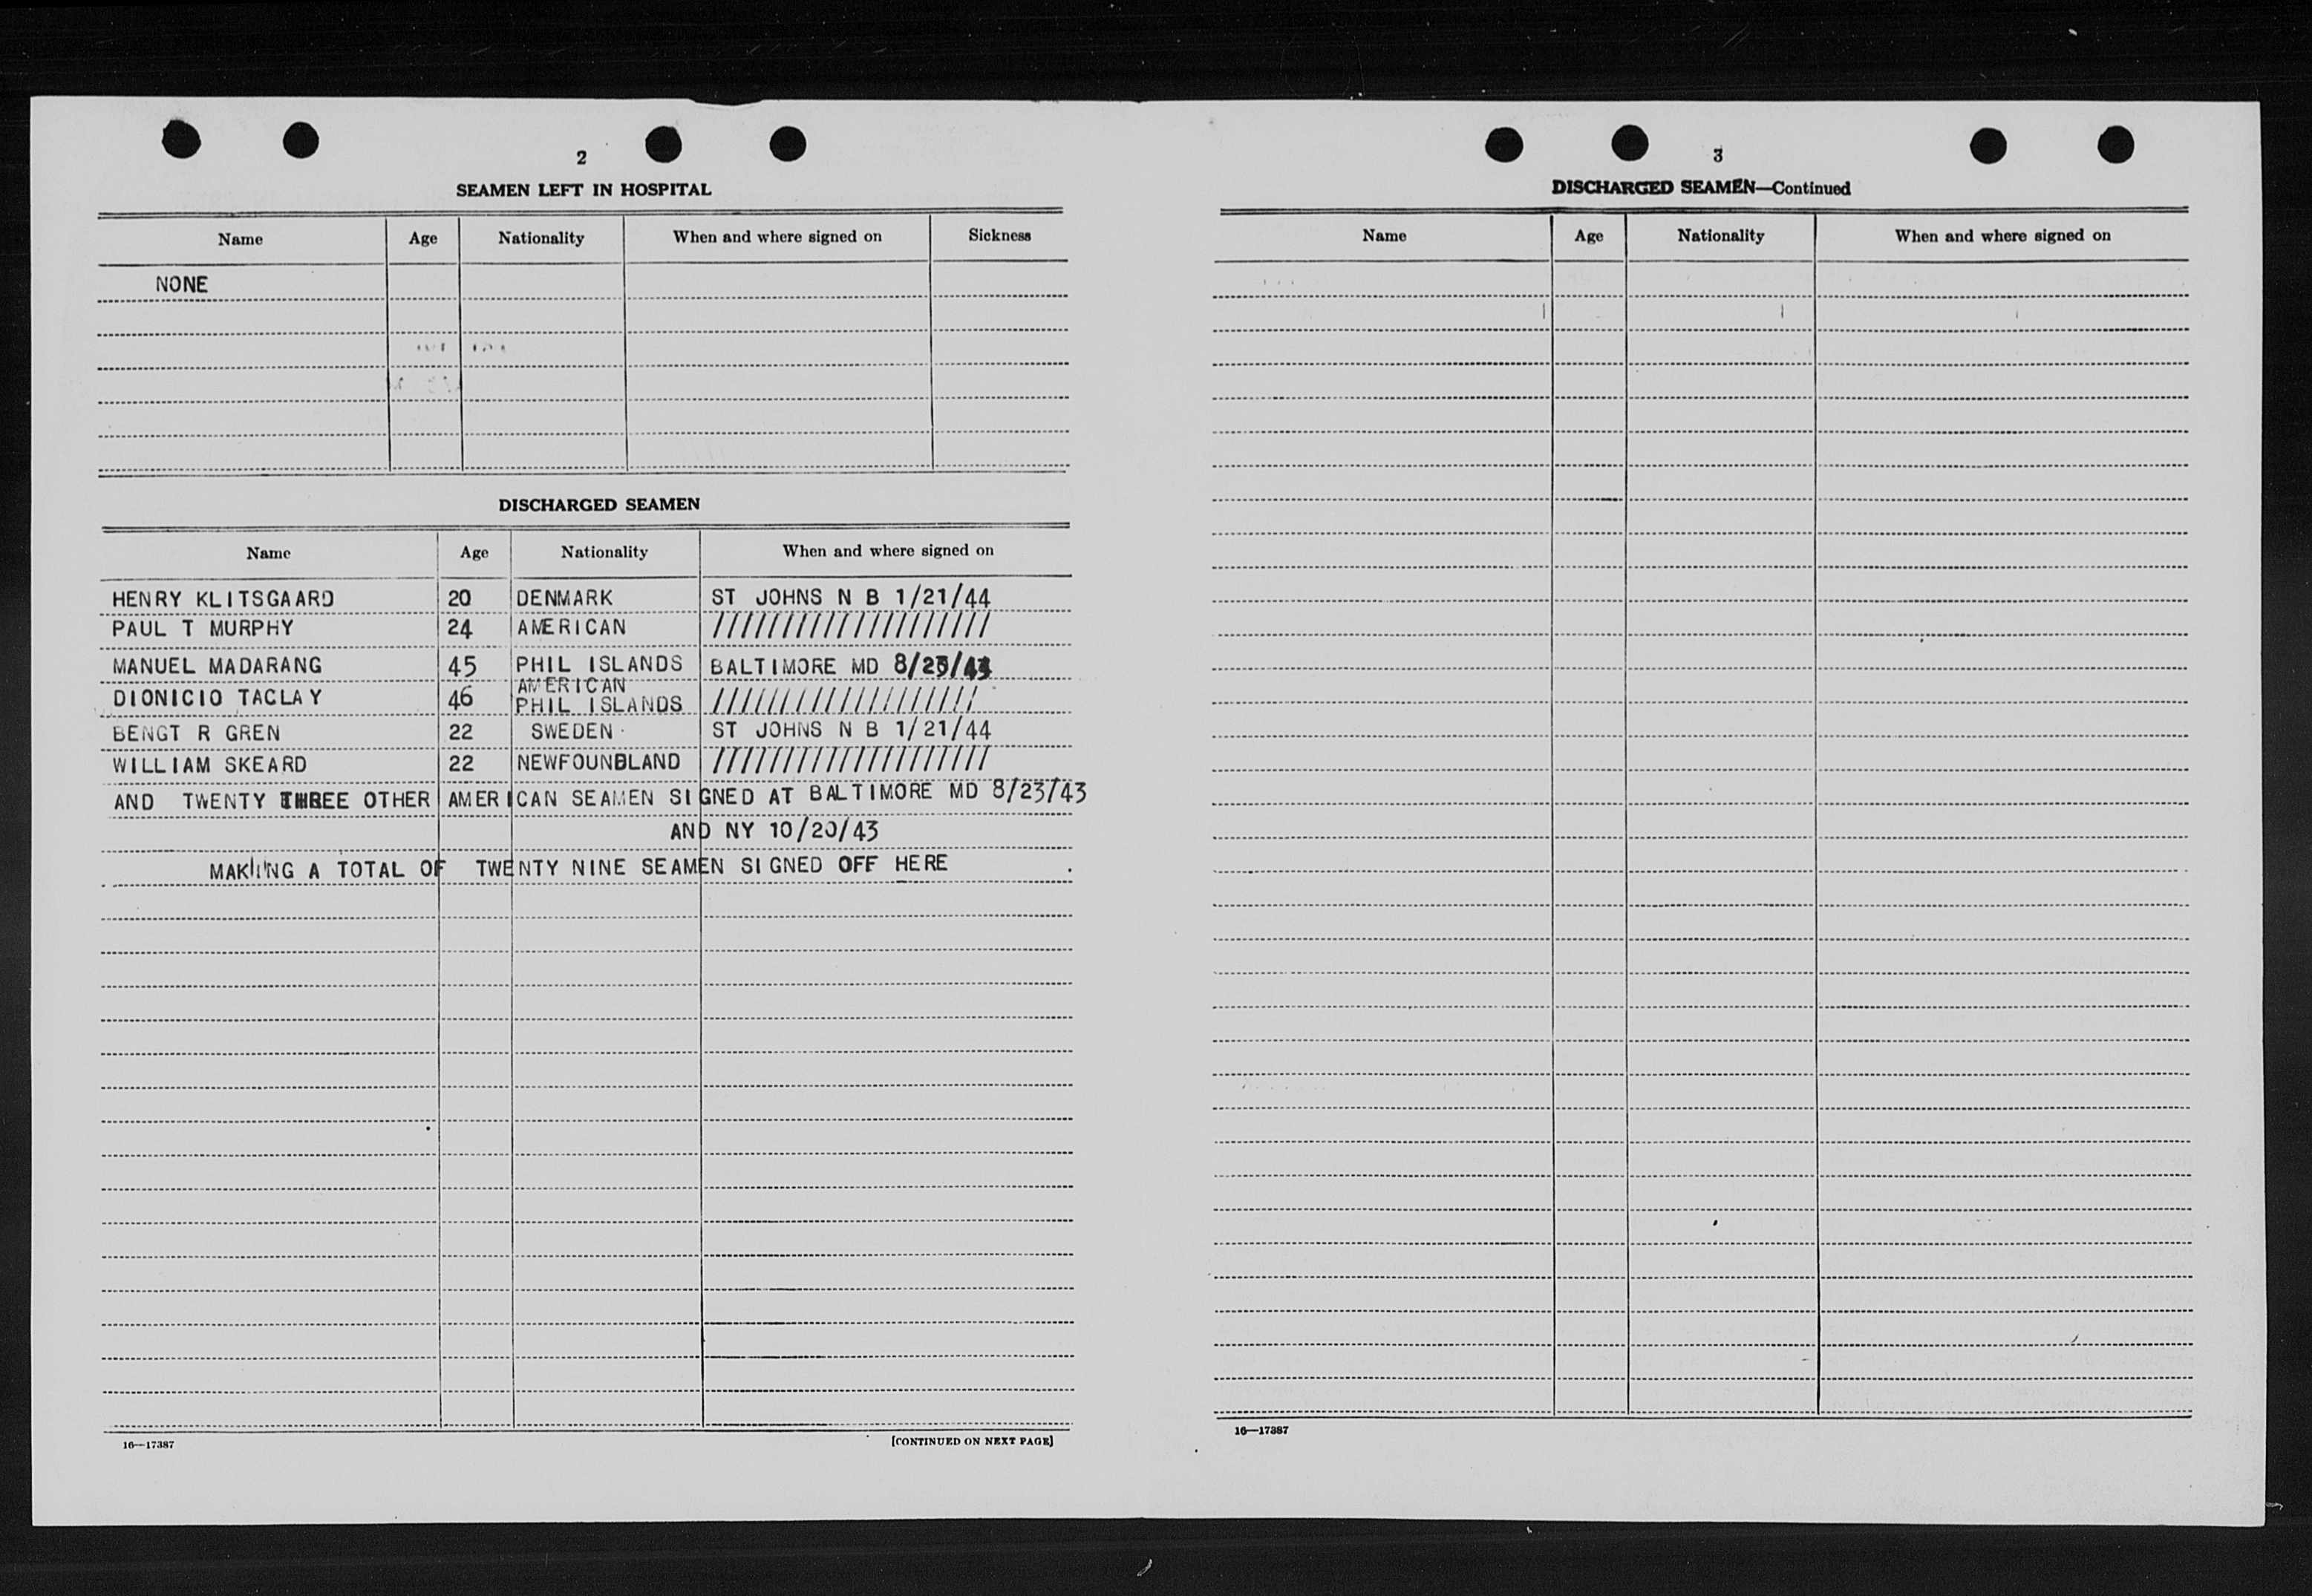 2
SEAMEN LEFT IN HOSPITAL
Name Age Nationality When and where signed on Sickness
NONE
DISCHARGED SEAMEN
Name Age Nationality When and where signed on
HENRY KLITSGAARD 20 DENMARK ST JOHNS N B 1/21/44
PAUL T MURPHY 24 AMERICAN ////////////////////
MANUEL MADARANG 45 PHIL ISLANDS BALTIMORE MD 8/23/43
AMERICAN
DIONICIO TACLAY 46 PHIL ISLANDS ///////////////////
BENGT R GREN 22 SWEDEN ST JOHNS N B 1/21/44
WILLIAM SKEARD 22 NEWFOUNDLAND ////////////////////
AND TWENTY THREE OTHER AMERICAN SEAMEN SIGNED AT BALTIMORE MD 8/23/43
AND NY 10/20/43
MAKING A TOTAL OF TWENTY NINE SEAMEN SIGNED OFF HERE .
16—17387 [CONTINUED ON NEXT PAGE]
3
DISCHARGED SEAMEN—Continued
Name Age Nationality When and where signed on
16—17387